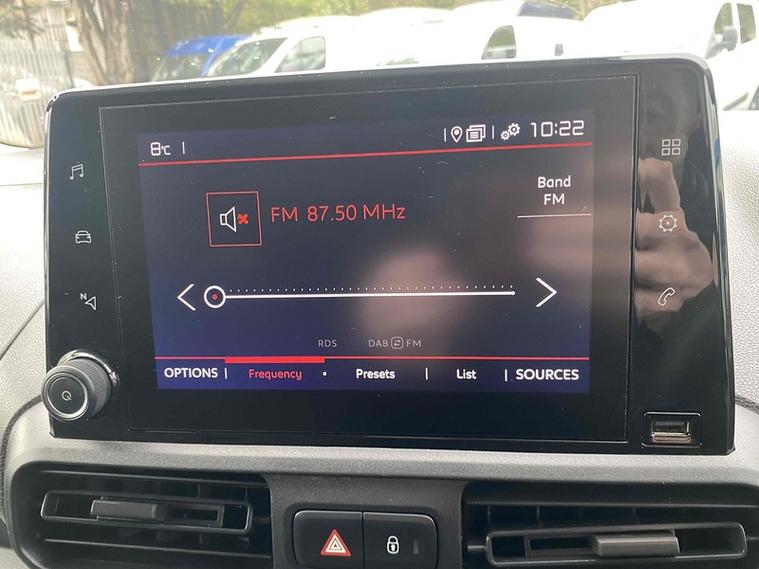 8°C
10:22
Band
FM
FM 87.50 MHz
RDS DAB FM
OPTIONS Frequency Presets List SOURCES
N